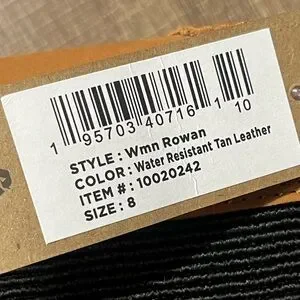 1 95703 40716 1 10
STYLE : Wmn Rowan
COLOR : Water Resistant Tan Leather
ITEM # : 10020242
SIZE : 8